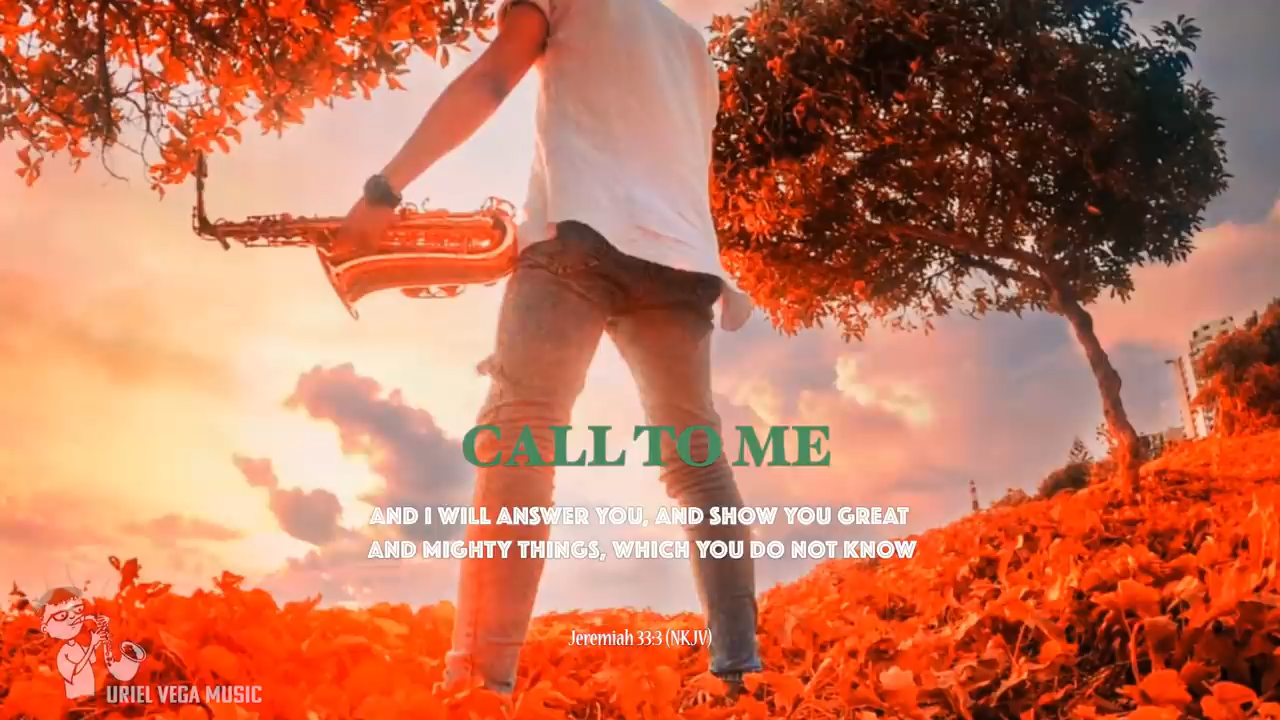 CALL TO ME
AND I WILL ANSWER YOU, AND SHOW YOU GREAT
AND MIGHTY THINGS, WHICH YOU DO NOT KNOW
Jeremiah 33:3 (NKJV)
URIEL VEGA MUSIC